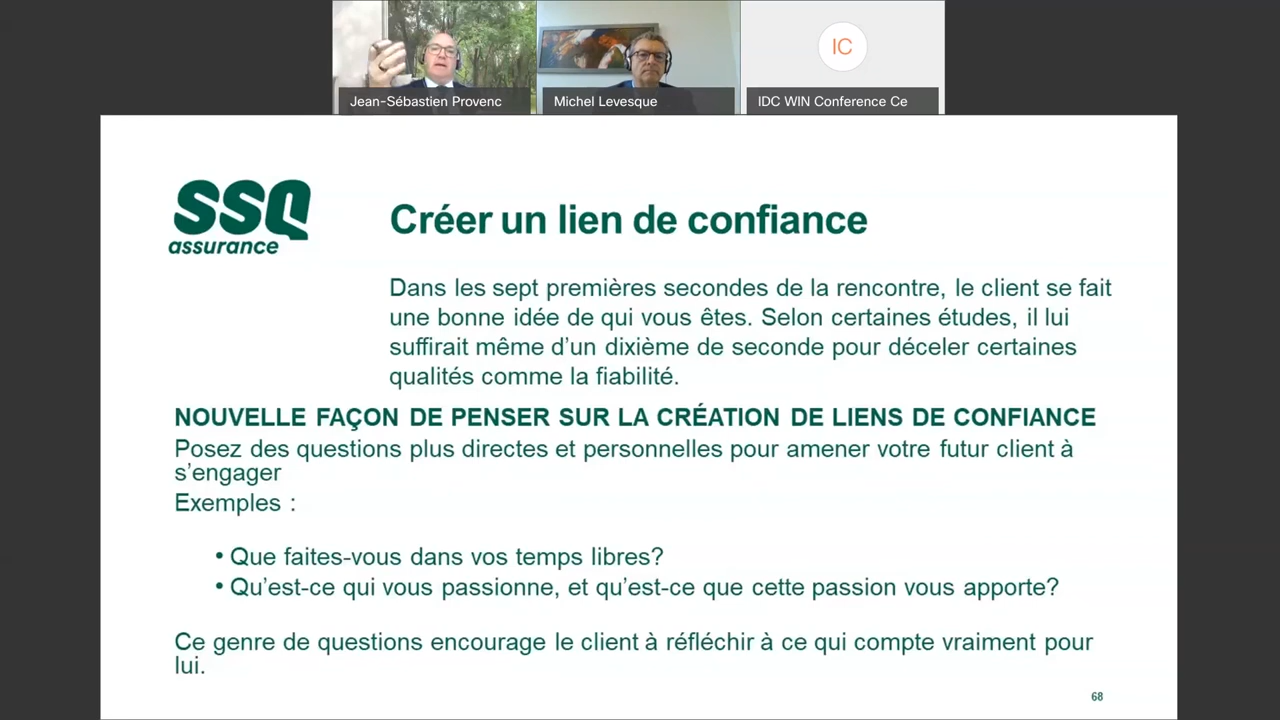 Jean-Sébastien Provenc
Michel Levesque
IC
IDC WIN Conference Ce
SSQ
assurance
Créer un lien de confiance
Dans les sept premières secondes de la rencontre, le client se fait
une bonne idée de qui vous êtes. Selon certaines études, il lui
suffirait même d’un dixième de seconde pour déceler certaines
qualités comme la fiabilité.
NOUVELLE FAÇON DE PENSER SUR LA CRÉATION DE LIENS DE CONFIANCE
Posez des questions plus directes et personnelles pour amener votre futur client à
s’engager
Exemples :
• Que faites-vous dans vos temps libres?
• Qu’est-ce qui vous passionne, et qu’est-ce que cette passion vous apporte?
Ce genre de questions encourage le client à réfléchir à ce qui compte vraiment pour
lui.
68